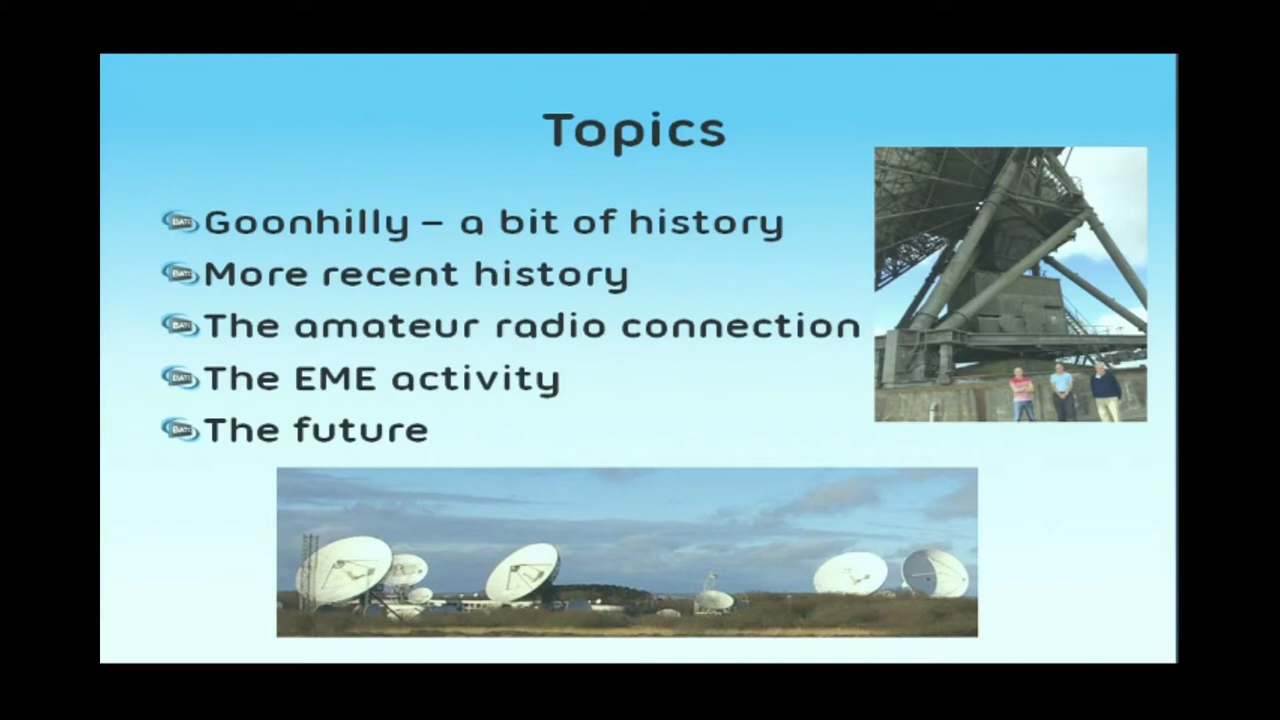 Topics
Goonhilly – a bit of history
More recent history
The amateur radio connection
The EME activity
The future